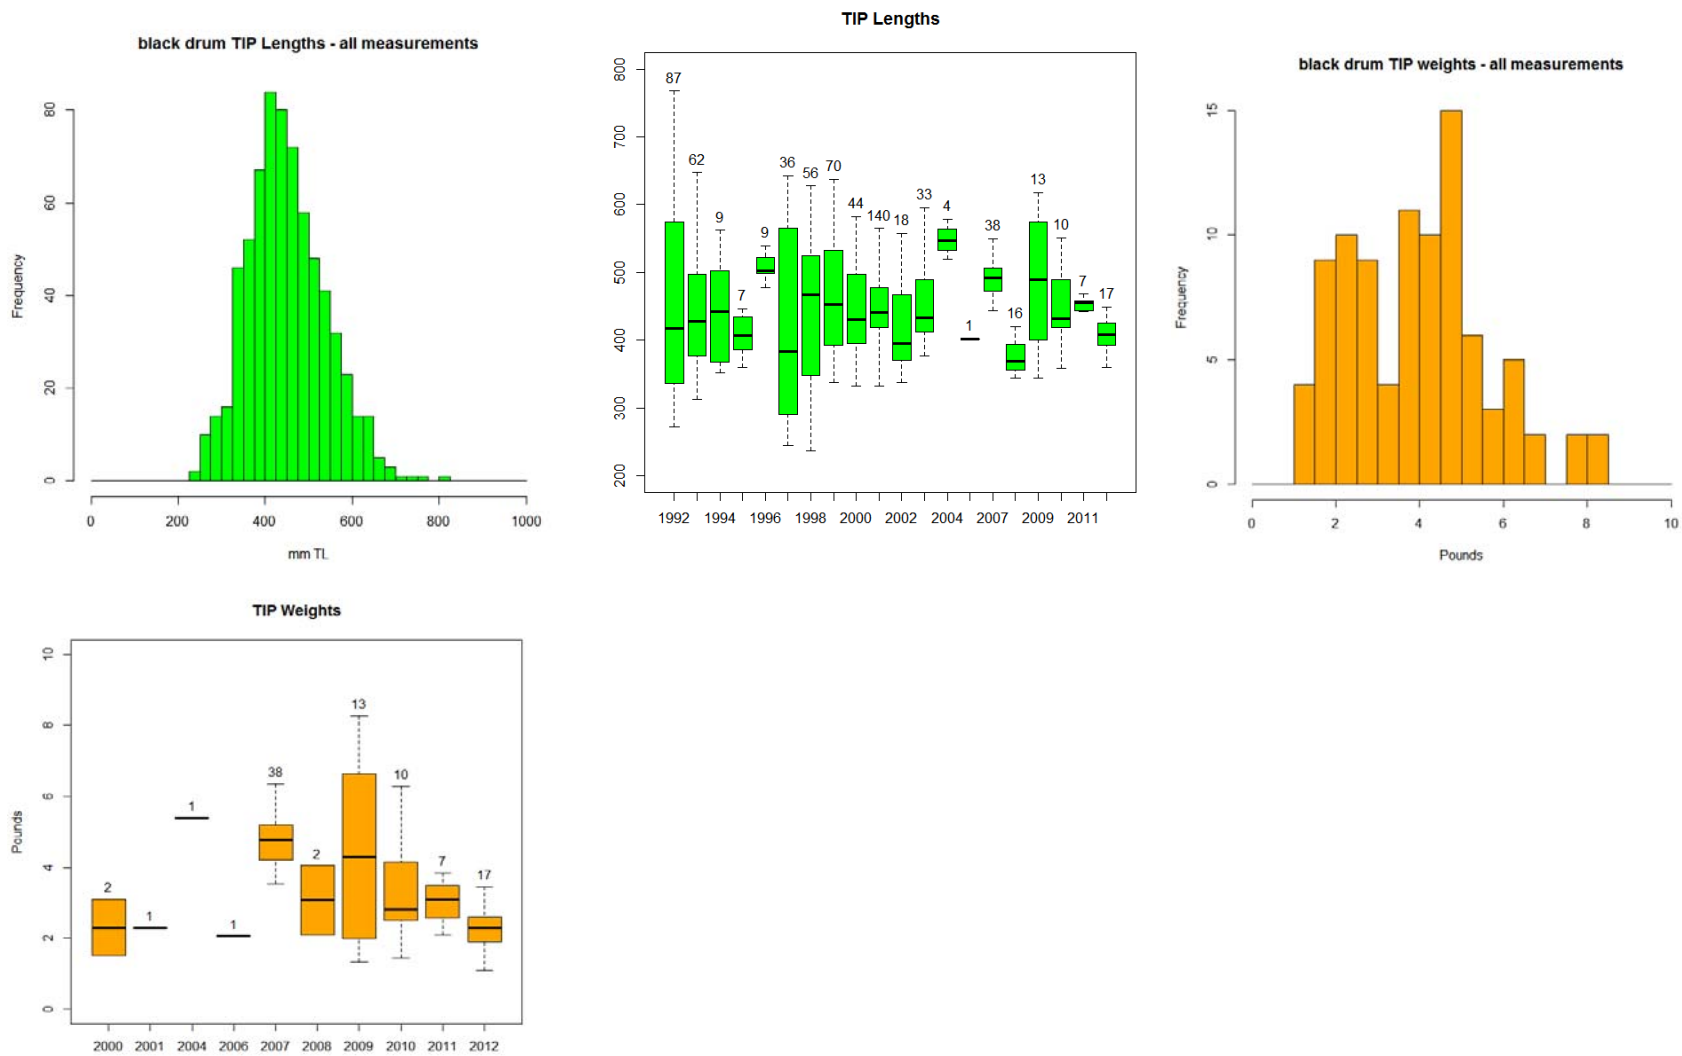 black drum TIP Lengths - all measurements
Frequency
80
60
40
20
0
0 200 400 600 800 1000
mm TL
TIP Lengths
800
700
600
500
400
300
200
87 62 9 7 9 36 56 70 44 140 18 33 4 1 38 16 13 10 7 17
1992 1994 1996 1998 2000 2002 2004 2007 2009 2011
black drum TIP weights - all measurements
Frequency
15
10
5
0
0 2 4 6 8 10
Pounds
TIP Weights
Pounds
10
8
6
4
2
0
2 1 1 1 38 2 13 10 7 17
2000 2001 2004 2006 2007 2008 2009 2010 2011 2012